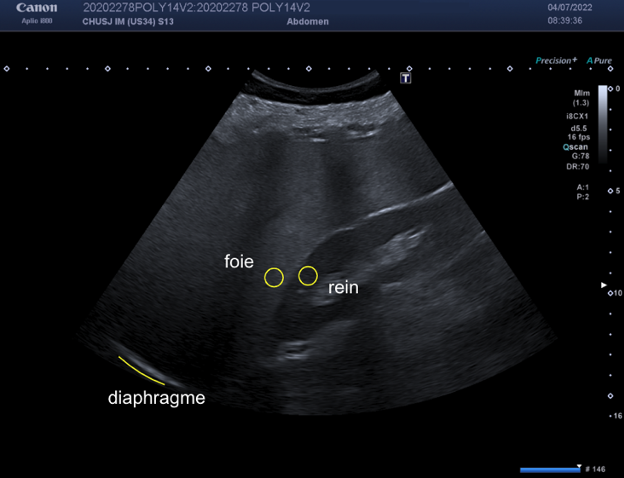 Canon
Aplio i800
20202278POLY14V2:20202278 POLY14V2
CHUSJ IM (US34) S13
Abdomen
04/07/2022
08:39:36
Precision+ APure
T
0
MIm
(1.3)
i8CX1
d5.5
16 fps
Qscan
G:78
DR:70
A:1
P:2
5
foie
rein
10
diaphragme
16
# 146